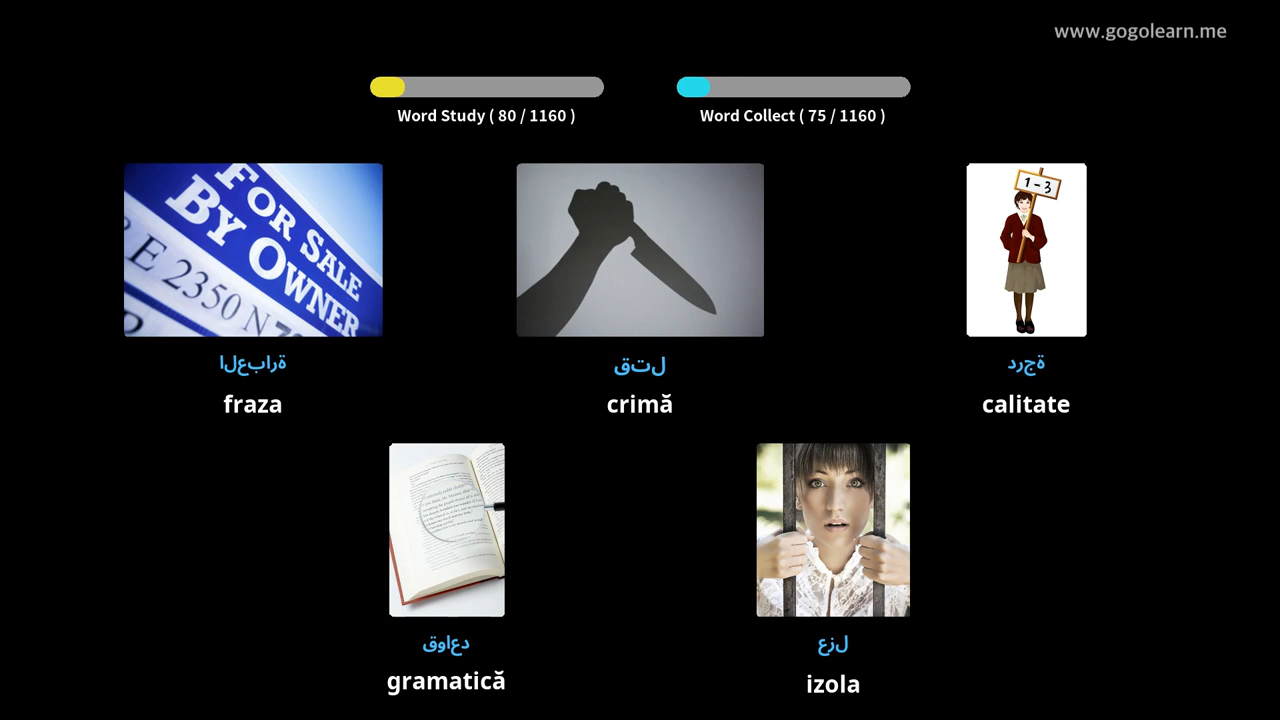 www.gogolearn.me
Word Study ( 80 / 1160 )
Word Collect ( 75 / 1160 )
FOR SALE
BY OWNER
E 2350 N
1-3
العبارة
قتل
درجة
fraza
crimă
calitate
قواعد
عزل
gramatică
izola